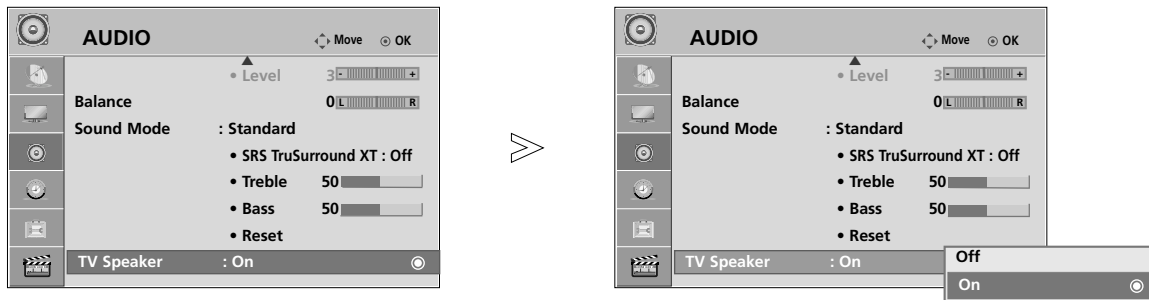 AUDIO Move OK
• Level 3 - +
Balance 0 L R
Sound Mode : Standard
• SRS TruSurround XT : Off
• Treble 50
• Bass 50
• Reset
TV Speaker : On
AUDIO Move OK
• Level 3 - +
Balance 0 L R
Sound Mode : Standard
• SRS TruSurround XT : Off
• Treble 50
• Bass 50
• Reset
TV Speaker : On
Off
On